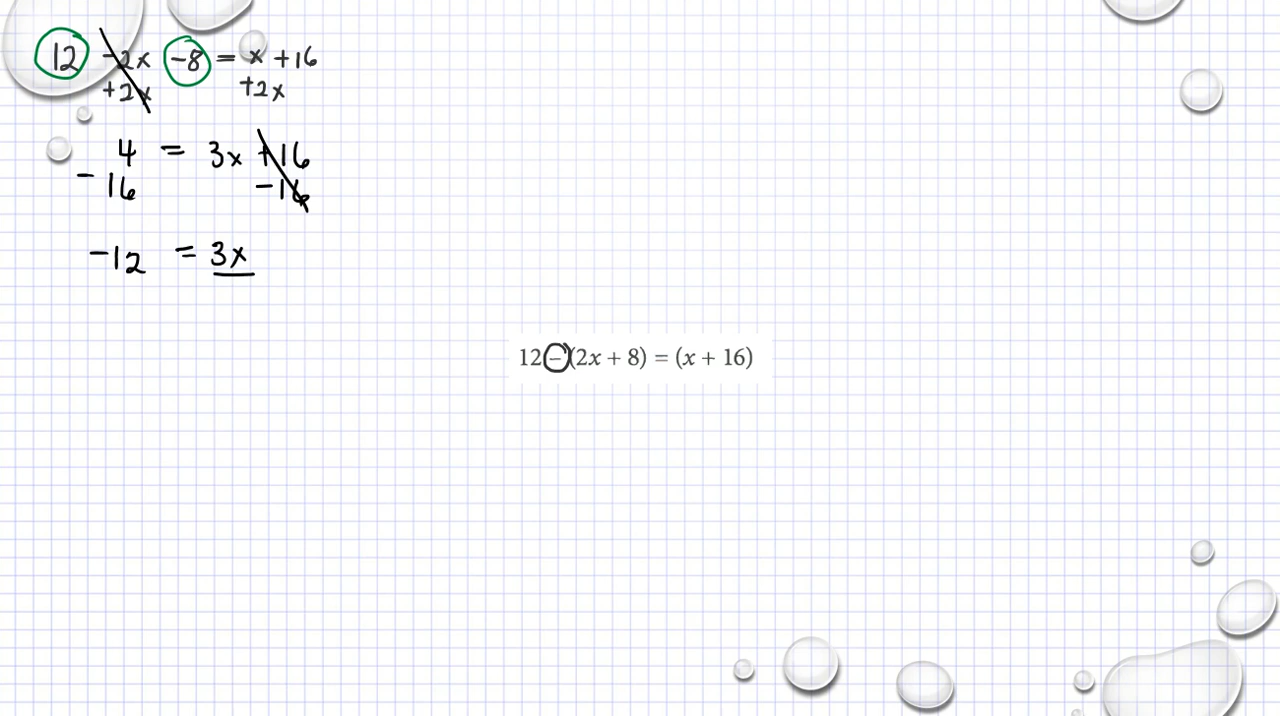 12 -2x -8 = x +16
+2x +2x
4 = 3x +16
-16 -16
-12 = 3x
12 - (2x + 8) = (x + 16)